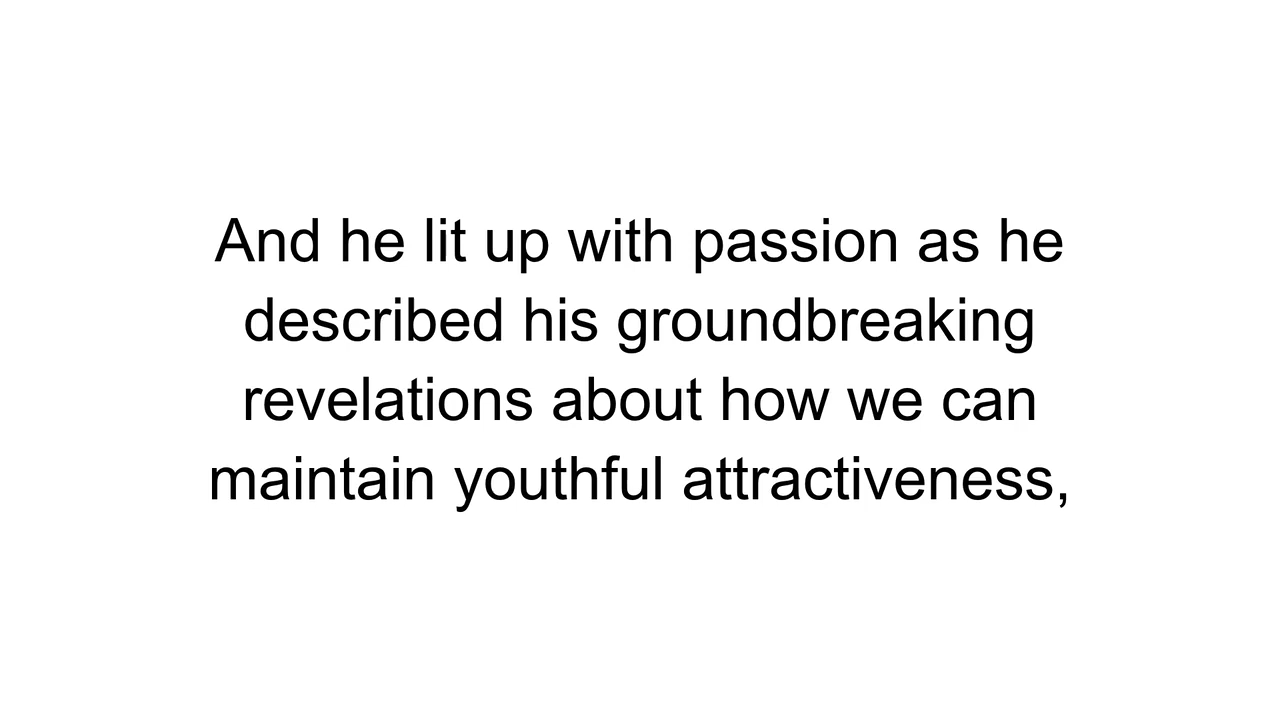 And he lit up with passion as he
described his groundbreaking
revelations about how we can
maintain youthful attractiveness,